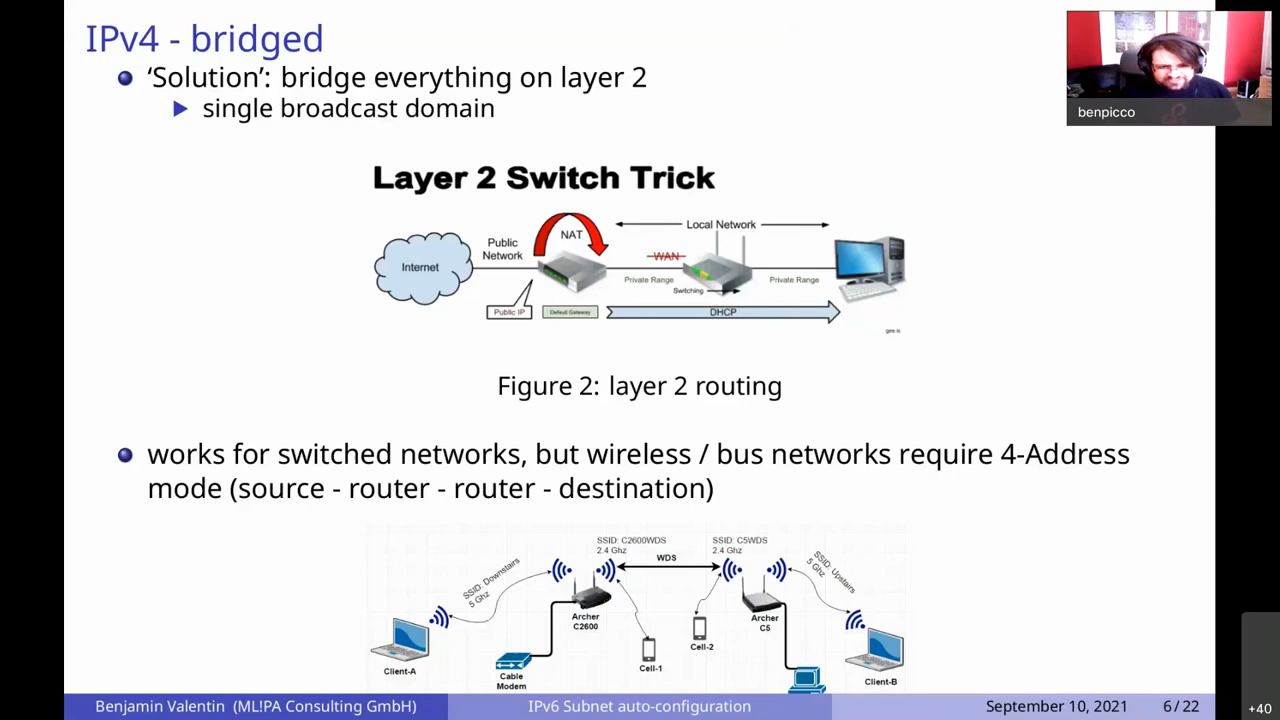 IPv4 - bridged
‘Solution’: bridge everything on layer 2
single broadcast domain
benpicco
Layer 2 Switch Trick
Internet
Public
Network
NAT
Local Network
WAN
Private Range
Switching
Private Range
Public IP
Default Gateway
DHCP
Figure 2: layer 2 routing
works for switched networks, but wireless / bus networks require 4-Address
mode (source - router - router - destination)
SSID: C2600WDS
2.4 Ghz
WDS
SSID: C5WDS
2.4 Ghz
SSID: Downstairs
5 Ghz
SSID: Upstairs
5 Ghz
Archer
C2600
Archer
C5
Cell-1
Cell-2
Client-A
Cable
Modem
Client-B
Benjamin Valentin (ML!PA Consulting GmbH)
IPv6 Subnet auto-configuration
September 10, 2021
6 / 22
+40